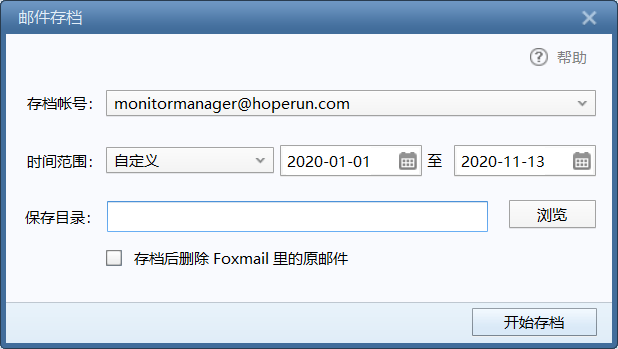 邮件存档
帮助
存档帐号： monitormanager@hoperun.com
时间范围： 自定义 2020-01-01 至 2020-11-13
保存目录： 浏览
存档后删除 Foxmail 里的原邮件
开始存档